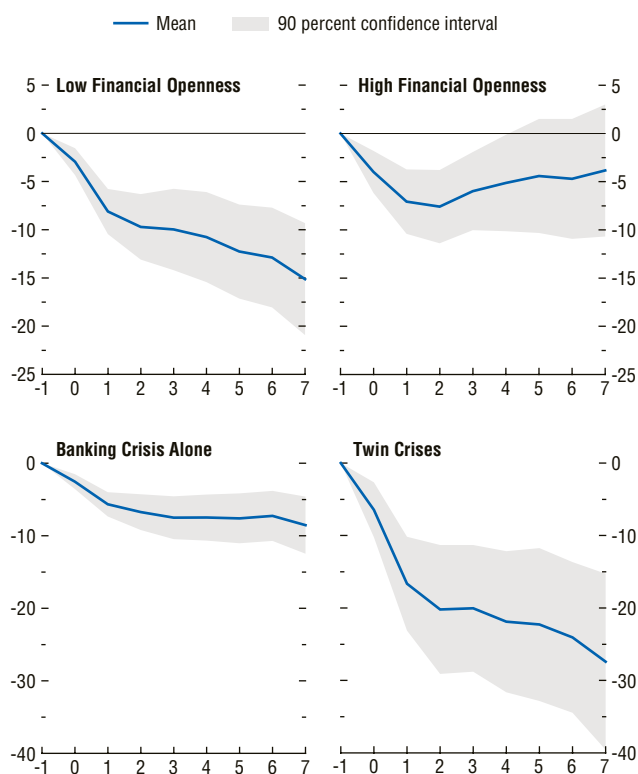 Mean 90 percent confidence interval
Low Financial Openness
High Financial Openness
5
0
-5
-10
-15
-20
-25
5
0
-5
-10
-15
-20
-25
-1 0 1 2 3 4 5 6 7
-1 0 1 2 3 4 5 6 7
Banking Crisis Alone
Twin Crises
0
-10
-20
-30
-40
0
-10
-20
-30
-40
-1 0 1 2 3 4 5 6 7
-1 0 1 2 3 4 5 6 7